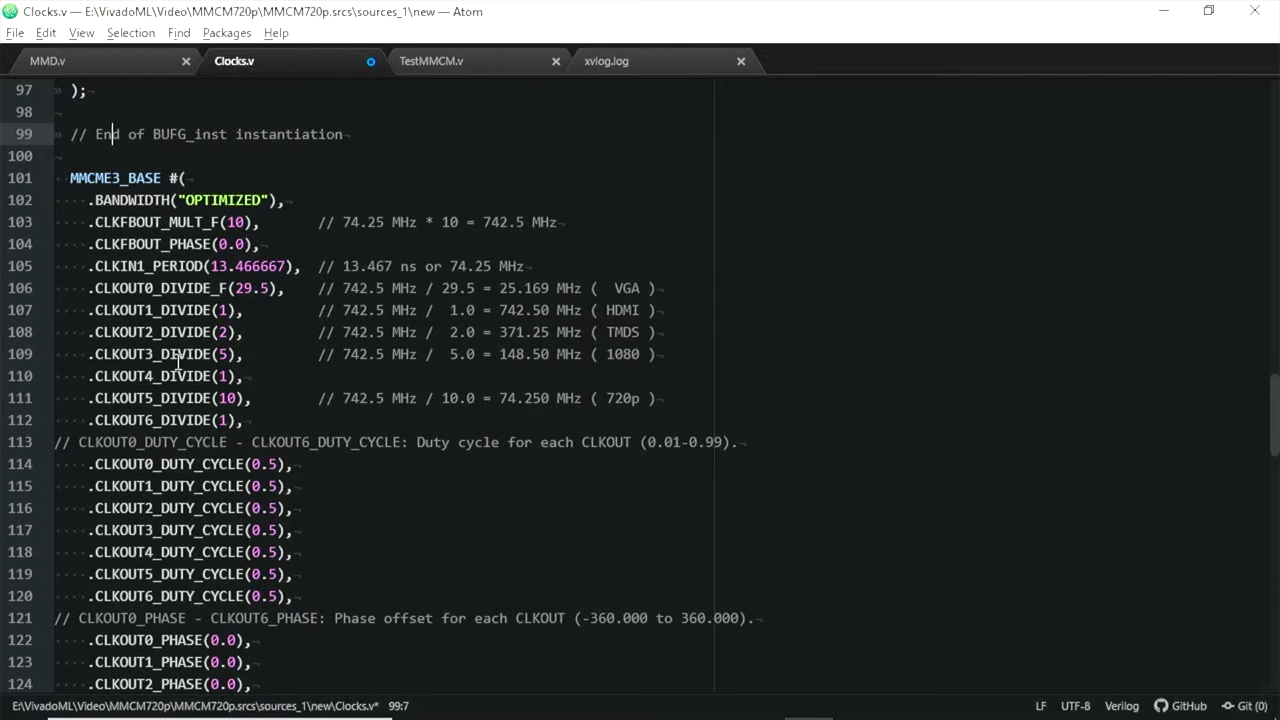 Clocks.v — E:\VivadoML\Video\MMCM720p\MMCM720p.srcs\sources_1\new — Atom
File Edit View Selection Find Packages Help
MMD.v Clocks.v TestMMCM.v xvlog.log
97 );
98
99 // End of BUFG_inst instantiation
100
101 MMCME3_BASE #(
102 .BANDWIDTH("OPTIMIZED"),
103 .CLKFBOUT_MULT_F(10), // 74.25 MHz * 10 = 742.5 MHz
104 .CLKFBOUT_PHASE(0.0),
105 .CLKIN1_PERIOD(13.466667), // 13.467 ns or 74.25 MHz
106 .CLKOUT0_DIVIDE_F(29.5), // 742.5 MHz / 29.5 = 25.169 MHz ( VGA )
107 .CLKOUT1_DIVIDE(1), // 742.5 MHz / 1.0 = 742.50 MHz ( HDMI )
108 .CLKOUT2_DIVIDE(2), // 742.5 MHz / 2.0 = 371.25 MHz ( TMDS )
109 .CLKOUT3_DIVIDE(5), // 742.5 MHz / 5.0 = 148.50 MHz ( 1080 )
110 .CLKOUT4_DIVIDE(1),
111 .CLKOUT5_DIVIDE(10), // 742.5 MHz / 10.0 = 74.250 MHz ( 720p )
112 .CLKOUT6_DIVIDE(1),
113 // CLKOUT0_DUTY_CYCLE - CLKOUT6_DUTY_CYCLE: Duty cycle for each CLKOUT (0.01-0.99).
114 .CLKOUT0_DUTY_CYCLE(0.5),
115 .CLKOUT1_DUTY_CYCLE(0.5),
116 .CLKOUT2_DUTY_CYCLE(0.5),
117 .CLKOUT3_DUTY_CYCLE(0.5),
118 .CLKOUT4_DUTY_CYCLE(0.5),
119 .CLKOUT5_DUTY_CYCLE(0.5),
120 .CLKOUT6_DUTY_CYCLE(0.5),
121 // CLKOUT0_PHASE - CLKOUT6_PHASE: Phase offset for each CLKOUT (-360.000 to 360.000).
122 .CLKOUT0_PHASE(0.0),
123 .CLKOUT1_PHASE(0.0),
124 .CLKOUT2_PHASE(0.0),
E:\VivadoML\Video\MMCM720p\MMCM720p.srcs\sources_1\new\Clocks.v* 99:7 LF UTF-8 Verilog GitHub Git (0)